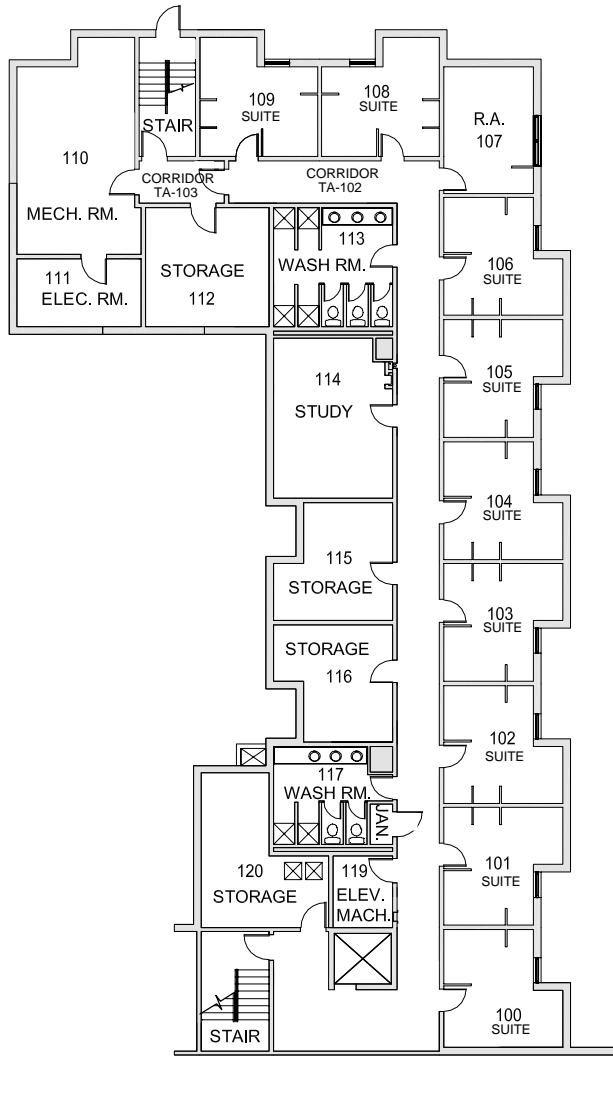 109
SUITE
108
SUITE
R.A.
107
STAIR
110
MECH. RM.
CORRIDOR
TA-103
CORRIDOR
TA-102
111
ELEC. RM.
STORAGE
112
113
WASH RM.
106
SUITE
105
SUITE
114
STUDY
104
SUITE
115
STORAGE
103
SUITE
STORAGE
116
102
SUITE
117
WASH RM.
JAN.
101
SUITE
120
STORAGE
119
ELEV.
MACH.
100
SUITE
STAIR